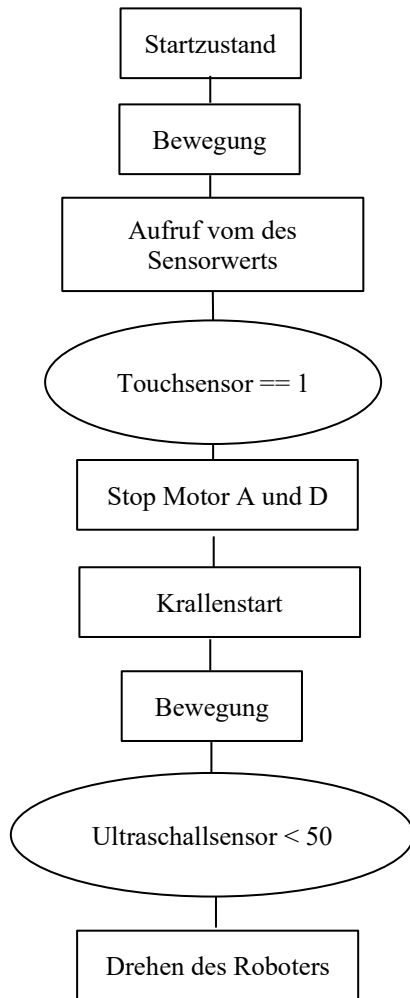 Startzustand
Bewegung
Aufruf vom des
Sensorwerts
Touchsensor == 1
Stop Motor A und D
Krallenstart
Bewegung
Ultraschallsensor < 50
Drehen des Roboters